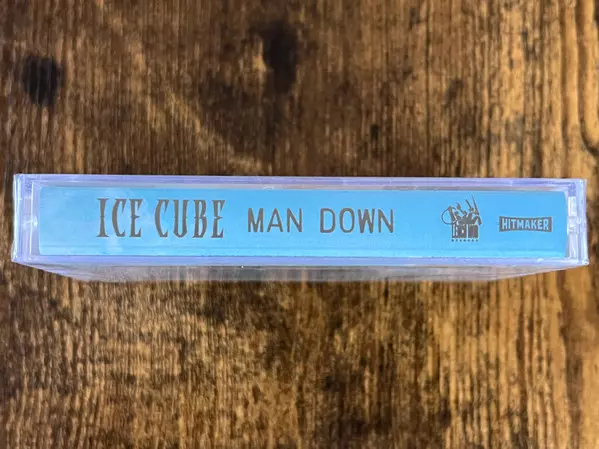 ICE CUBE MAN DOWN HITMAKER